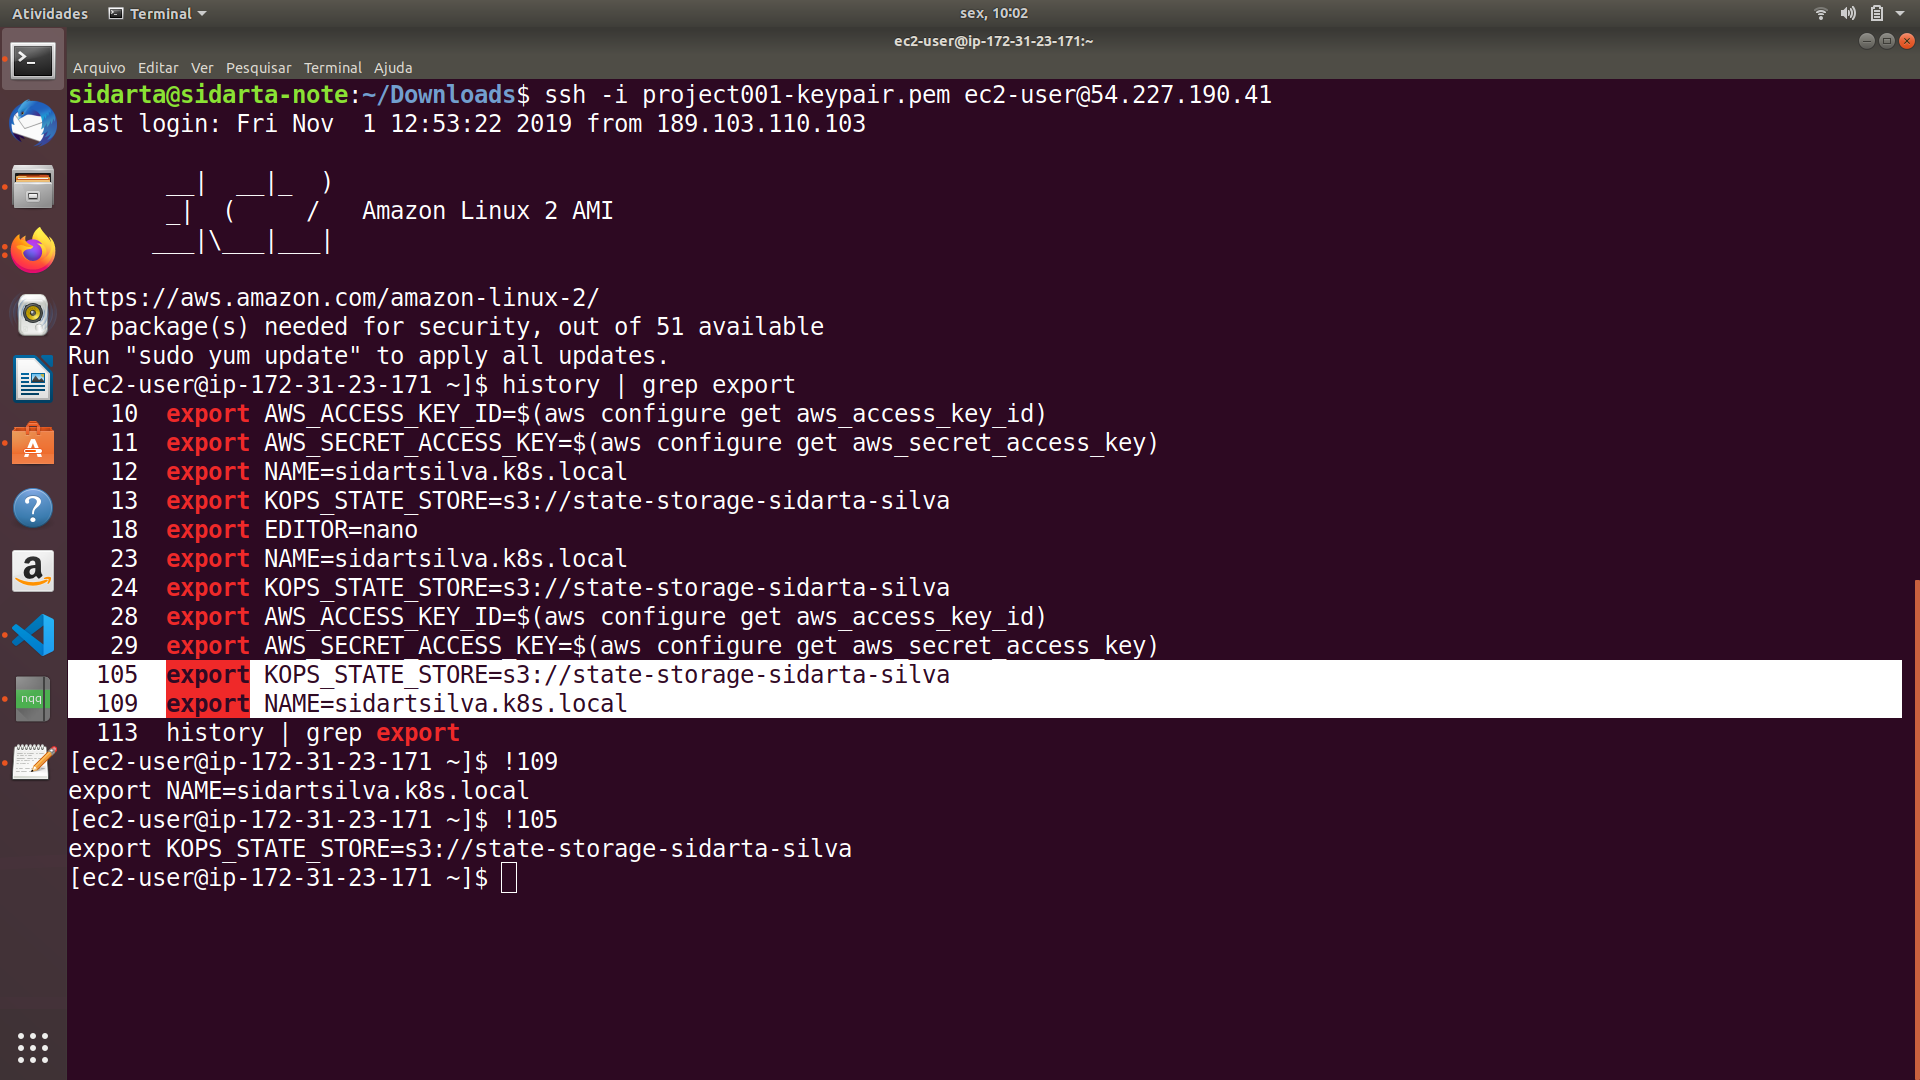 Atividades Terminal sex, 10:02
ec2-user@ip-172-31-23-171:~
Arquivo Editar Ver Pesquisar Terminal Ajuda
sidarta@sidarta-note:~/Downloads$ ssh -i project001-keypair.pem ec2-user@54.227.190.41
Last login: Fri Nov  1 12:53:22 2019 from 189.103.110.103
       __|  __|_  )
       _|  (     /   Amazon Linux 2 AMI
      ___|\___|___|
https://aws.amazon.com/amazon-linux-2/
27 package(s) needed for security, out of 51 available
Run "sudo yum update" to apply all updates.
[ec2-user@ip-172-31-23-171 ~]$ history | grep export
   10  export AWS_ACCESS_KEY_ID=$(aws configure get aws_access_key_id)
   11  export AWS_SECRET_ACCESS_KEY=$(aws configure get aws_secret_access_key)
   12  export NAME=sidartsilva.k8s.local
   13  export KOPS_STATE_STORE=s3://state-storage-sidarta-silva
   18  export EDITOR=nano
   23  export NAME=sidartsilva.k8s.local
   24  export KOPS_STATE_STORE=s3://state-storage-sidarta-silva
   28  export AWS_ACCESS_KEY_ID=$(aws configure get aws_access_key_id)
   29  export AWS_SECRET_ACCESS_KEY=$(aws configure get aws_secret_access_key)
  105  export KOPS_STATE_STORE=s3://state-storage-sidarta-silva
  109  export NAME=sidartsilva.k8s.local
  113  history | grep export
[ec2-user@ip-172-31-23-171 ~]$ !109
export NAME=sidartsilva.k8s.local
[ec2-user@ip-172-31-23-171 ~]$ !105
export KOPS_STATE_STORE=s3://state-storage-sidarta-silva
[ec2-user@ip-172-31-23-171 ~]$
nqq